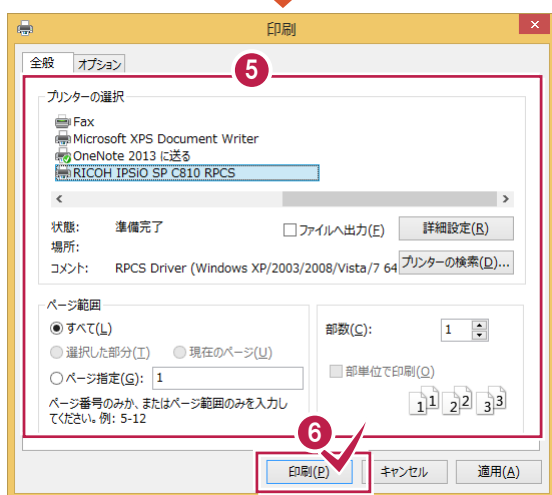 印刷
全般 オプション
5
プリンターの選択
Fax
Microsoft XPS Document Writer
OneNote 2013 に送る
RICOH IPSiO SP C810 RPCS
状態: 準備完了 ファイルへ出力(F) 詳細設定(R)
場所:
コメント: RPCS Driver (Windows XP/2003/2008/Vista/7 64 プリンターの検索(D)...
ページ範囲
すべて(L) 部数(C): 1
選択した部分(T) 現在のページ(U)
ページ指定(G): 1 部単位で印刷(O)
ページ番号のみか、またはページ範囲のみを入力し
てください。例: 5-12
1 1 2 2 3 3
6
印刷(P) キャンセル 適用(A)